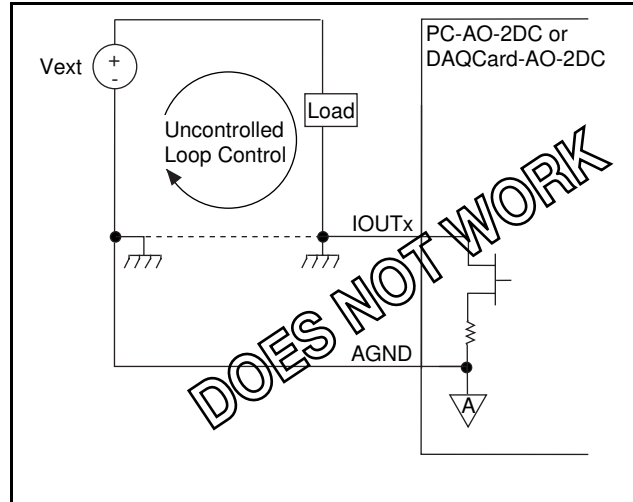 PC-AO-2DC or
DAQCard-AO-2DC
Vext
+
-
Load
Uncontrolled
Loop Control
IOUTx
DOES NOT WORK
AGND
A